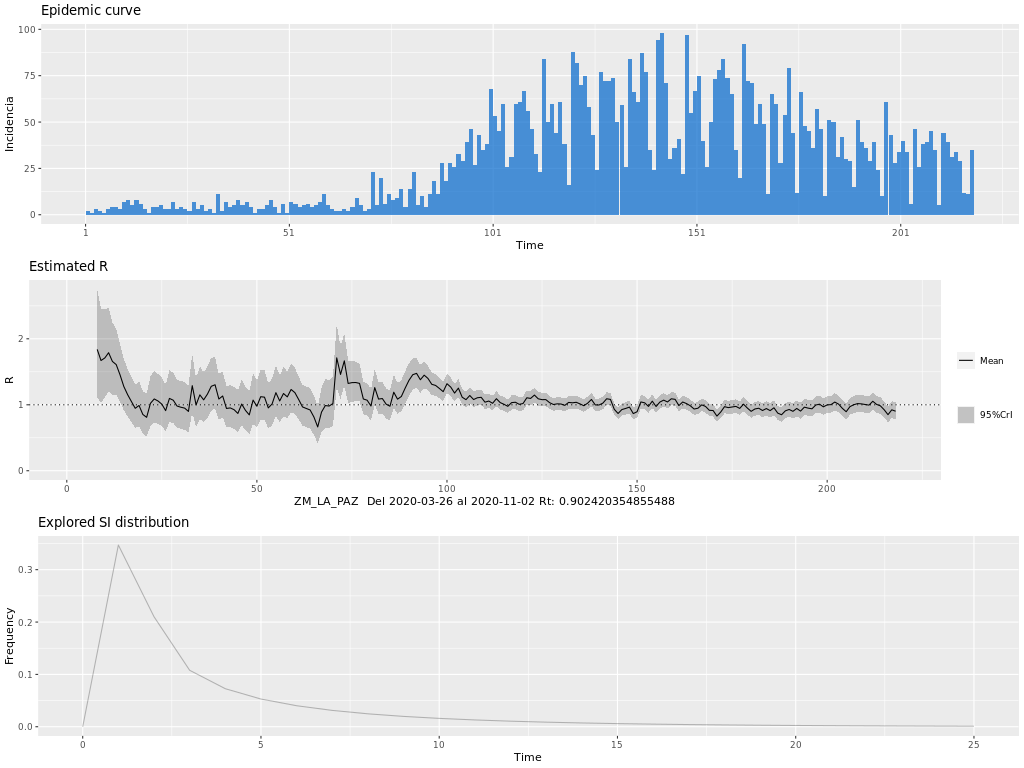 Epidemic curve
100
75
50
25
0
Incidencia
1 51 101 151 201
Time
Estimated R
2
1
0
R
Mean
95%CrI
0 50 100 150 200
ZM_LA_PAZ Del 2020-03-26 al 2020-11-02 Rt: 0.902420354855488
Explored SI distribution
0.3
0.2
0.1
0.0
Frequency
0 5 10 15 20 25
Time